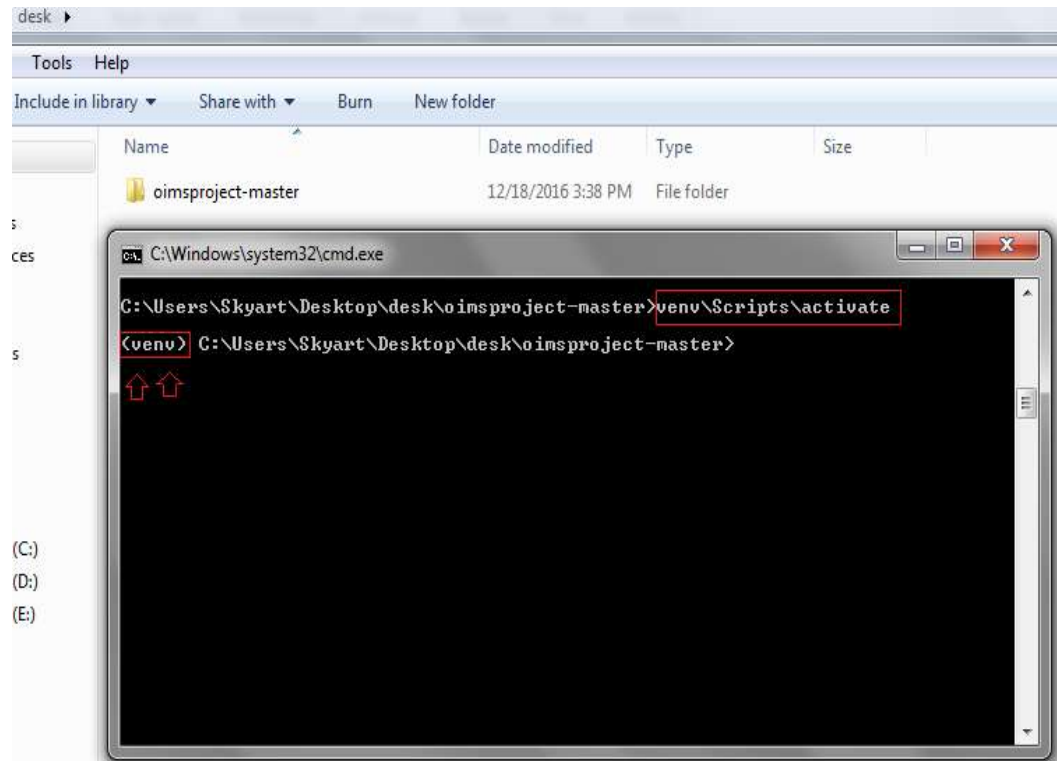 desk
Tools Help
Include in library Share with Burn New folder
Name Date modified Type Size
oimsproject-master 12/18/2016 3:38 PM File folder
s
ces
C:\Windows\system32\cmd.exe
C:\Users\Skyart\Desktop\desk\oimsproject-master>venv\Scripts\activate
(venv) C:\Users\Skyart\Desktop\desk\oimsproject-master>
s
(C:)
(D:)
(E:)